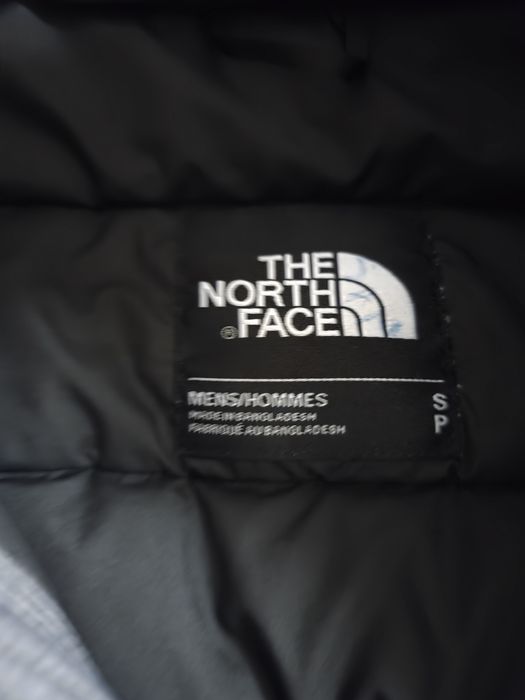 THE
NORTH
® FACE
MENS/HOMMES S
MADE IN BANGLADESH P
FABRIQUÉ AU BANGLADESH